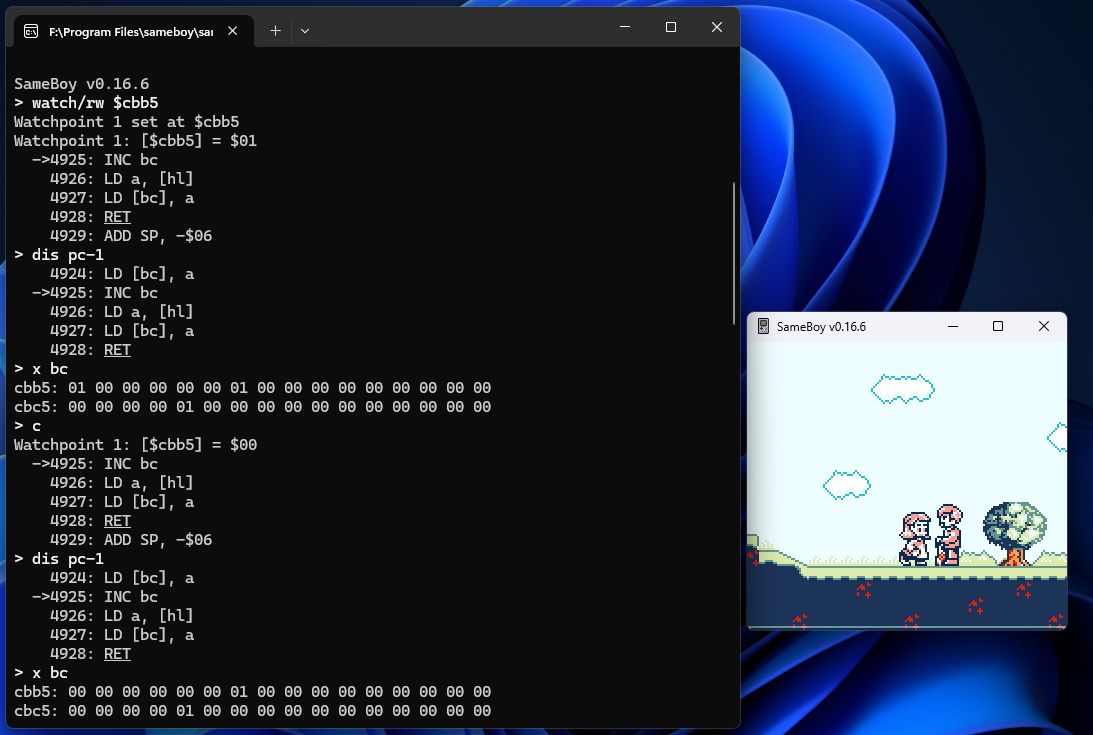 F:\Program Files\sameboy\sar
SameBoy v0.16.6
> watch/rw $cbb5
Watchpoint 1 set at $cbb5
Watchpoint 1: [$cbb5] = $01
->4925: INC bc
4926: LD a, [hl]
4927: LD [bc], a
4928: RET
4929: ADD SP, -$06
> dis pc-1
4924: LD [bc], a
->4925: INC bc
4926: LD a, [hl]
4927: LD [bc], a
4928: RET
> x bc
cbb5: 01 00 00 00 00 00 00 01 00 00 00 00 00 00 00 00
cbc5: 00 00 00 00 01 00 00 00 00 00 00 00 00 00 00 00
> c
Watchpoint 1: [$cbb5] = $00
->4925: INC bc
4926: LD a, [hl]
4927: LD [bc], a
4928: RET
4929: ADD SP, -$06
> dis pc-1
4924: LD [bc], a
->4925: INC bc
4926: LD a, [hl]
4927: LD [bc], a
4928: RET
> x bc
cbb5: 00 00 00 00 00 00 01 00 00 00 00 00 00 00 00 00
cbc5: 00 00 00 00 01 00 00 00 00 00 00 00 00 00 00 00
SameBoy v0.16.6